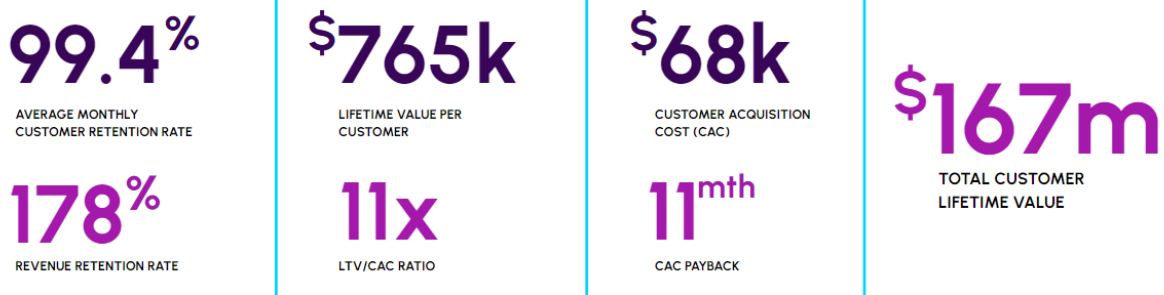 99.4%
AVERAGE MONTHLY
CUSTOMER RETENTION RATE
178%
REVENUE RETENTION RATE
$765k
LIFETIME VALUE PER
CUSTOMER
11x
LTV/CAC RATIO
$68k
CUSTOMER ACQUISITION
COST (CAC)
11mth
CAC PAYBACK
$167m
TOTAL CUSTOMER
LIFETIME VALUE